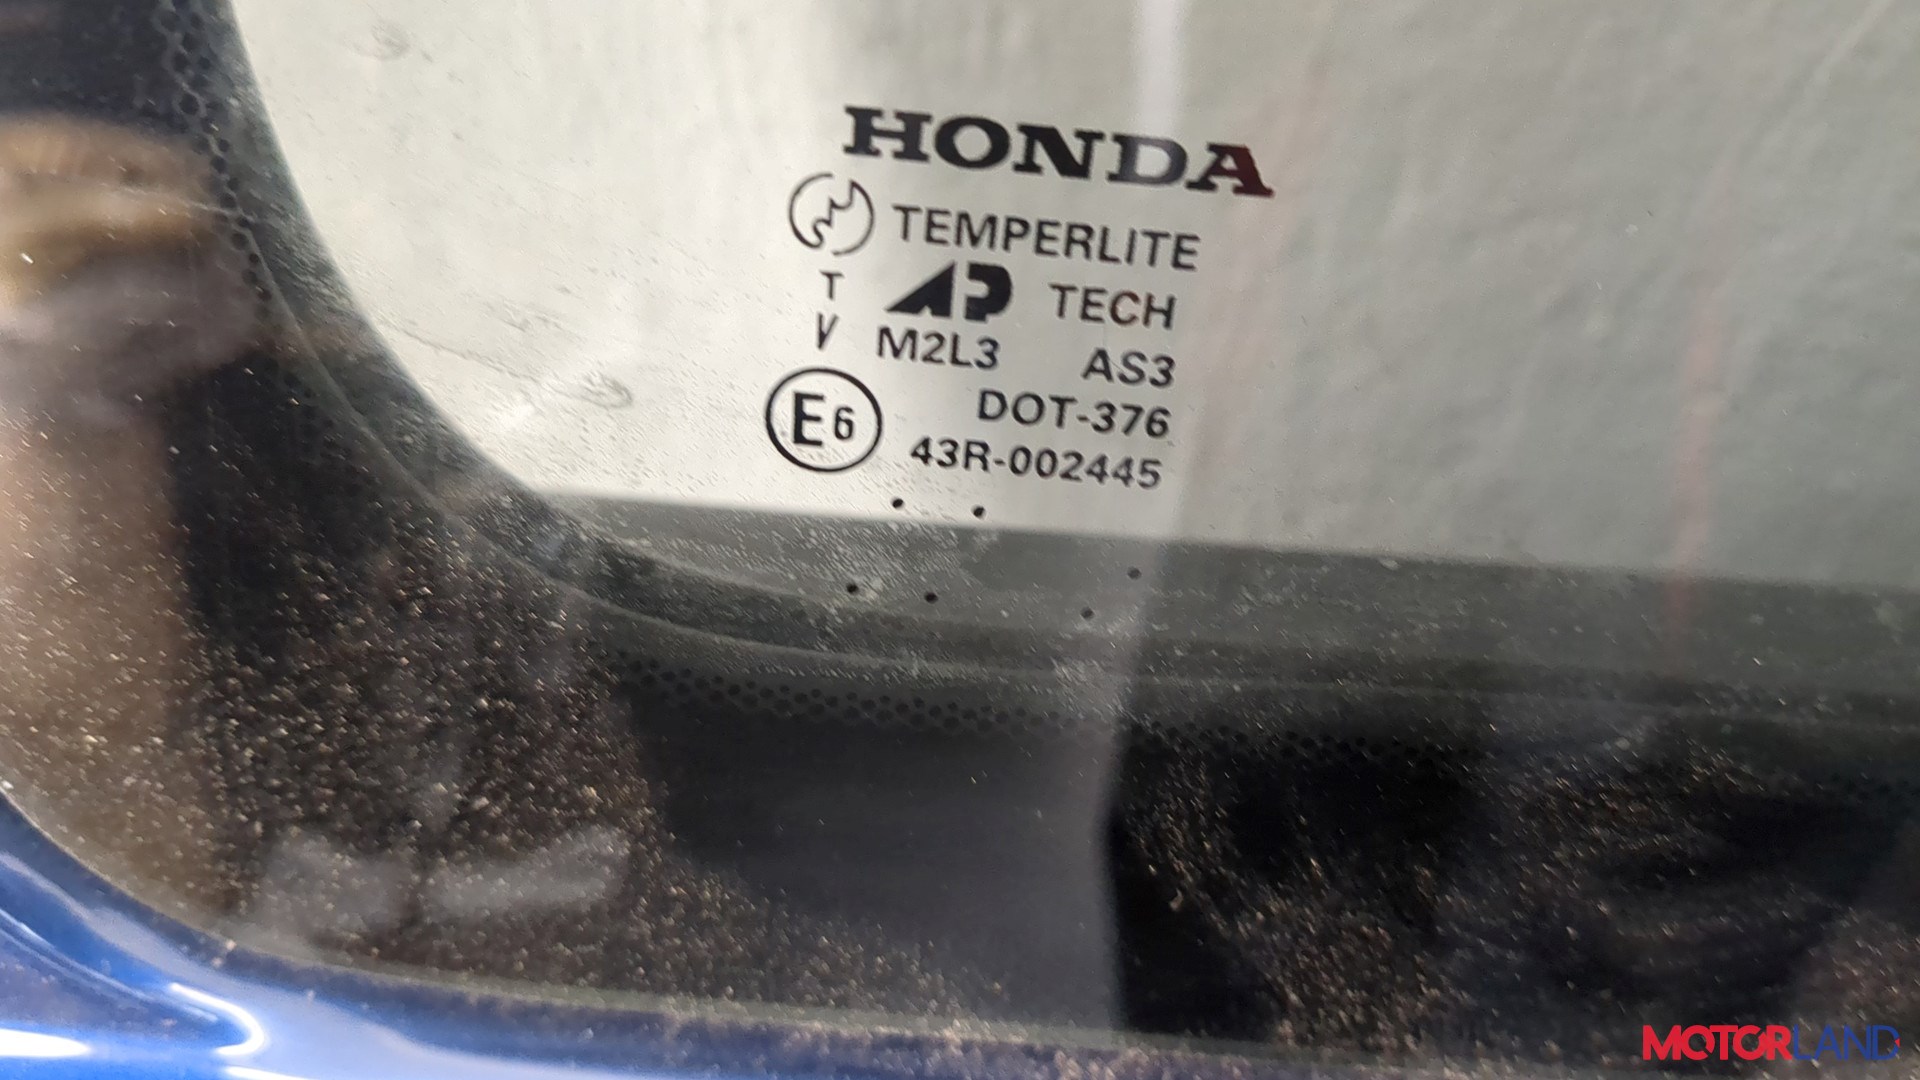 HONDA
TEMPERLITE
T AP TECH
V M2L3 AS3
E6 DOT-376
43R-002445
MOTORLAND